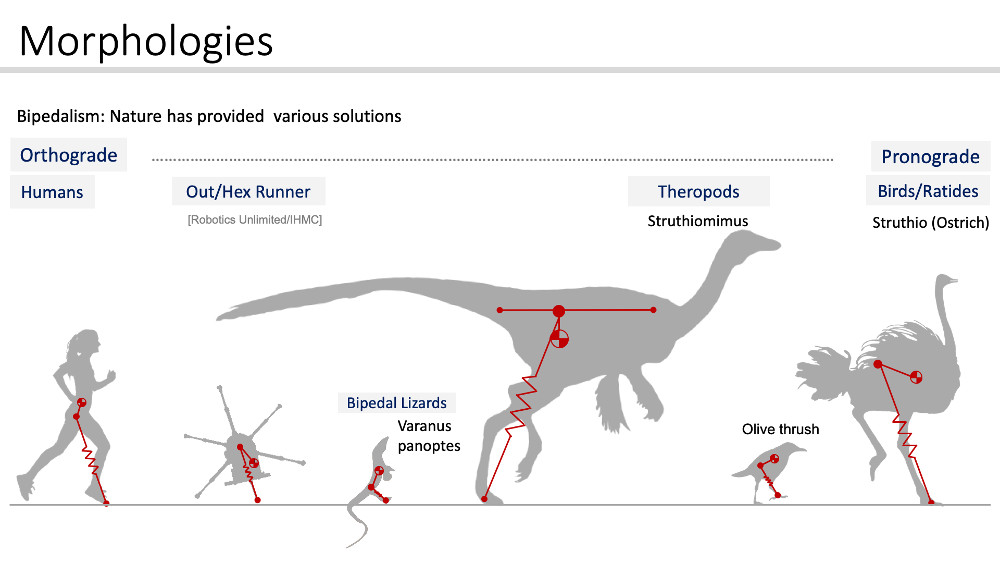 Morphologies
Bipedalism: Nature has provided  various solutions
Orthograde
Pronograde
Humans
Out/Hex Runner
Theropods
Birds/Ratides
[Robotics Unlimited/IHMC]
Struthiomimus
Struthio (Ostrich)
Bipedal Lizards
Varanus
panoptes
Olive thrush